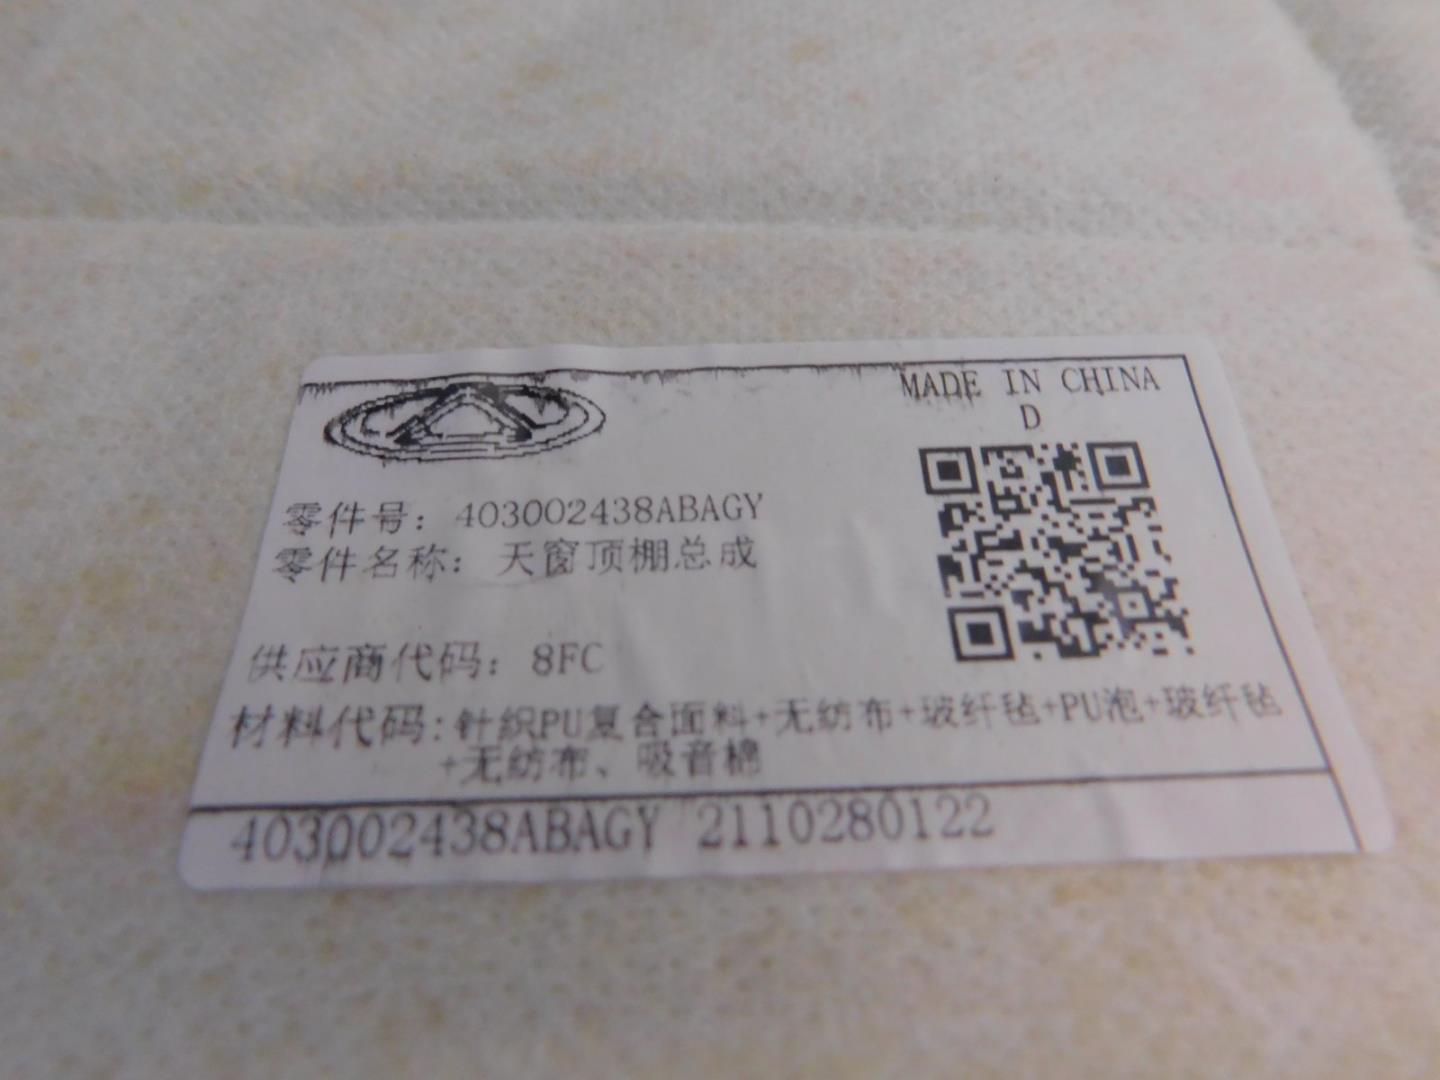 MADE IN CHINA
D
零件号: 403002438ABAGY
零件名称: 天窗顶棚总成
供应商代码: 8FC
材料代码:针织PU复合面料+无纺布+玻纤毡+PU泡+玻纤毡
+无纺布、吸音棉
403002438ABAGY 2110280122